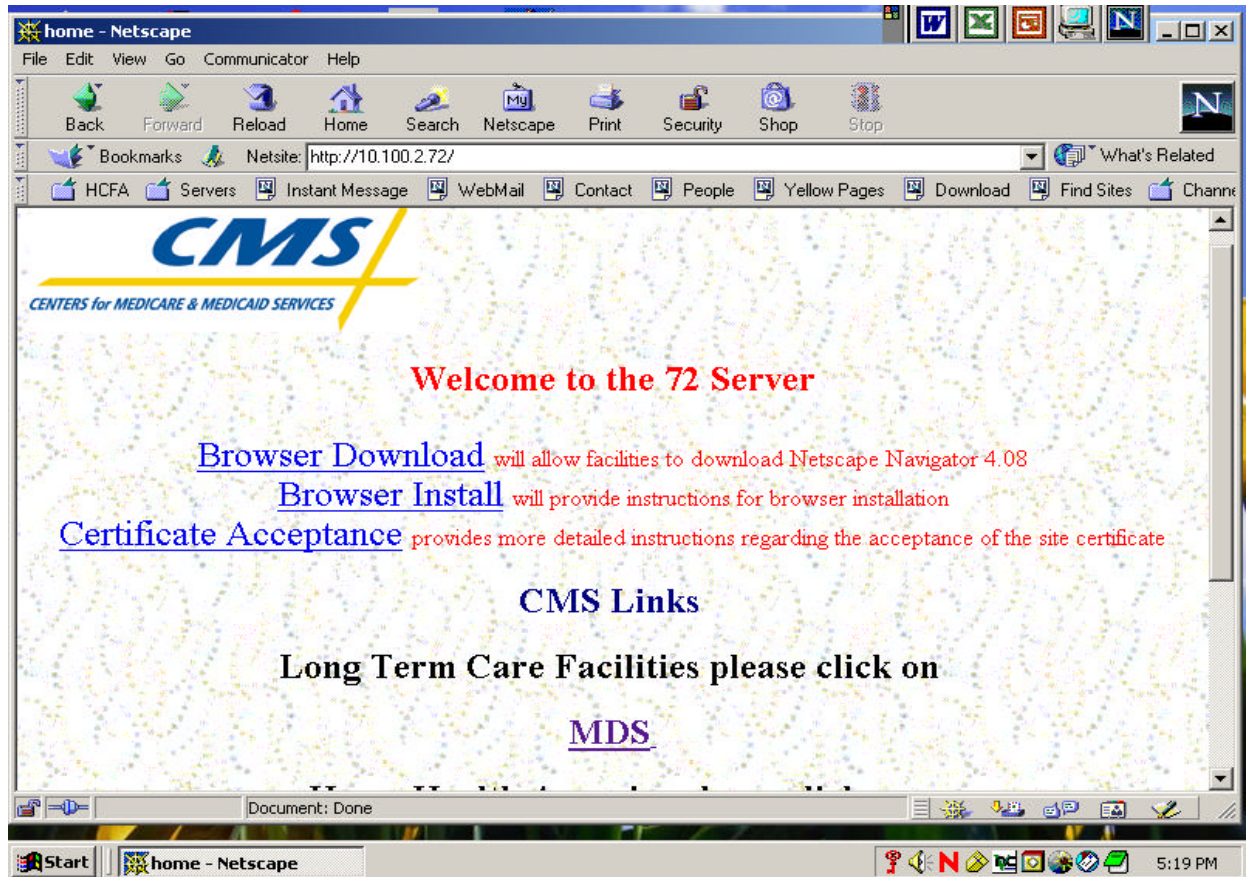 home - Netscape
File Edit View Go Communicator Help
Back Forward Reload Home Search Netscape Print Security Shop Stop
My
N
Bookmarks Netsite: http://10.100.2.72/ What's Related
HCFA Servers Instant Message WebMail Contact People Yellow Pages Download Find Sites Channe
CMS
CENTERS for MEDICARE & MEDICAID SERVICES
Welcome to the 72 Server
Browser Download will allow facilities to download Netscape Navigator 4.08
Browser Install will provide instructions for browser installation
Certificate Acceptance provides more detailed instructions regarding the acceptance of the site certificate
CMS Links
Long Term Care Facilities please click on
MDS
Document: Done
Start home - Netscape 5:19 PM